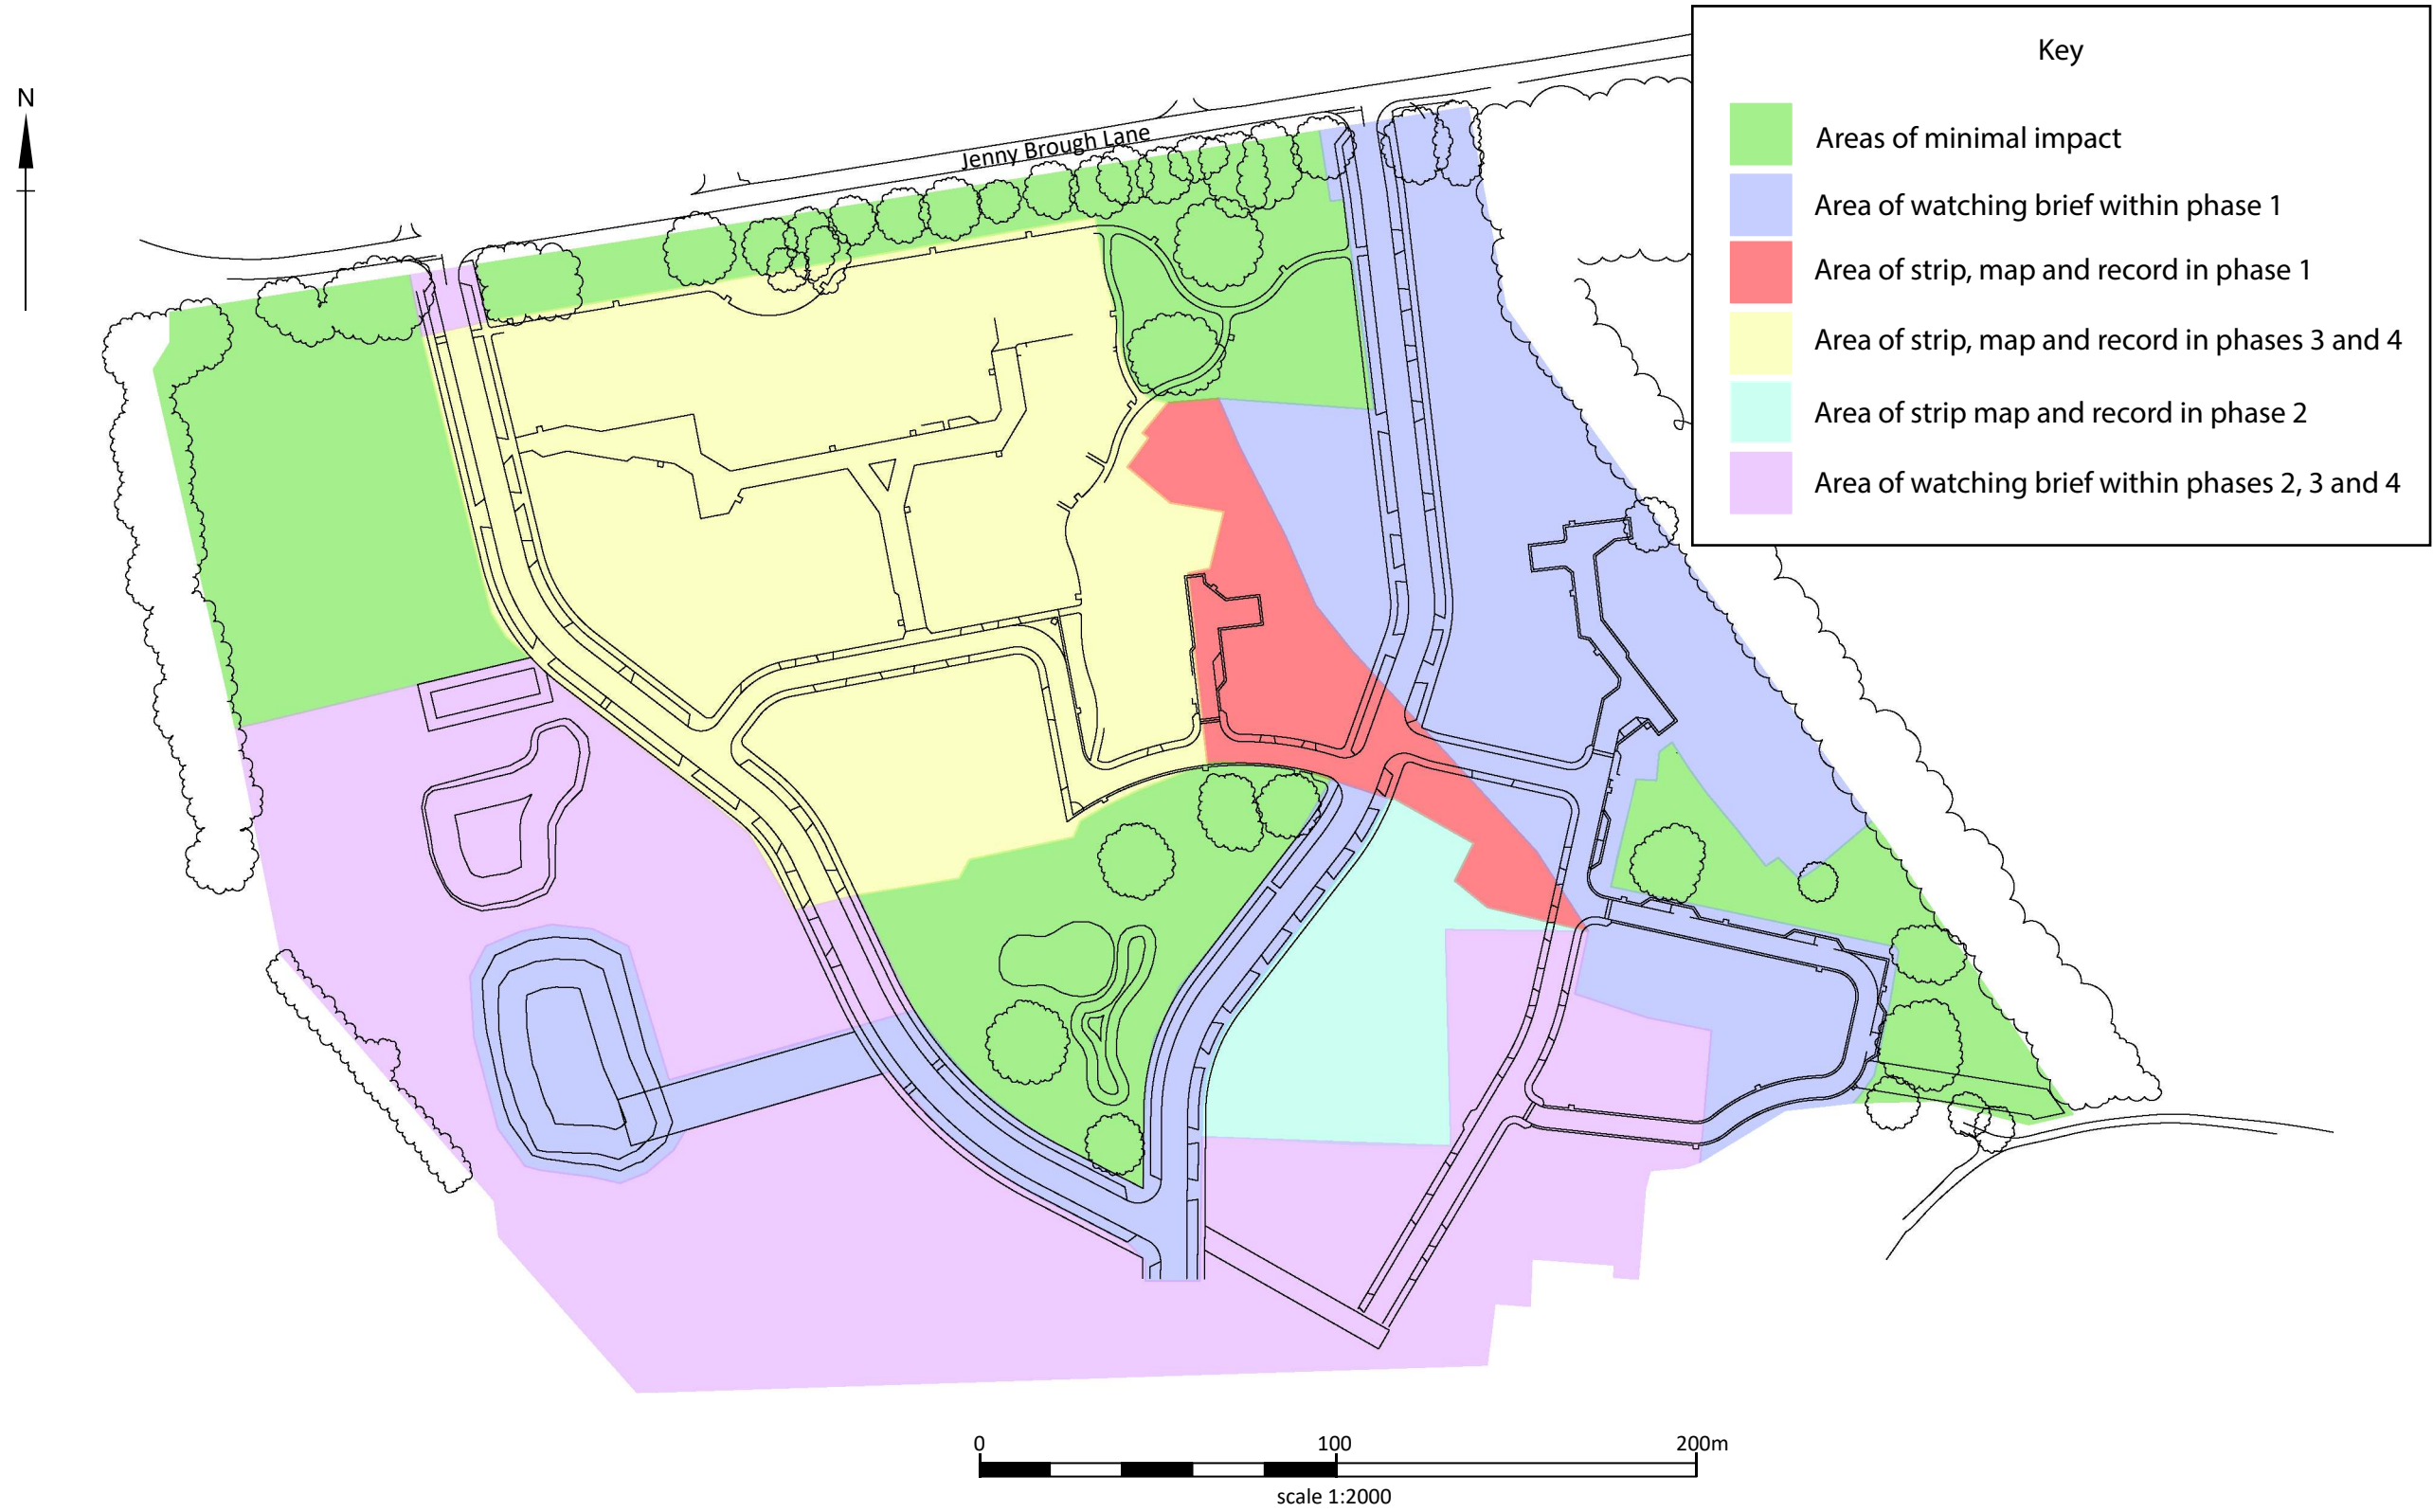 N
Jenny Brough Lane
Key
Areas of minimal impact
Area of watching brief within phase 1
Area of strip, map and record in phase 1
Area of strip, map and record in phases 3 and 4
Area of strip map and record in phase 2
Area of watching brief within phases 2, 3 and 4
0 100 200m
scale 1:2000